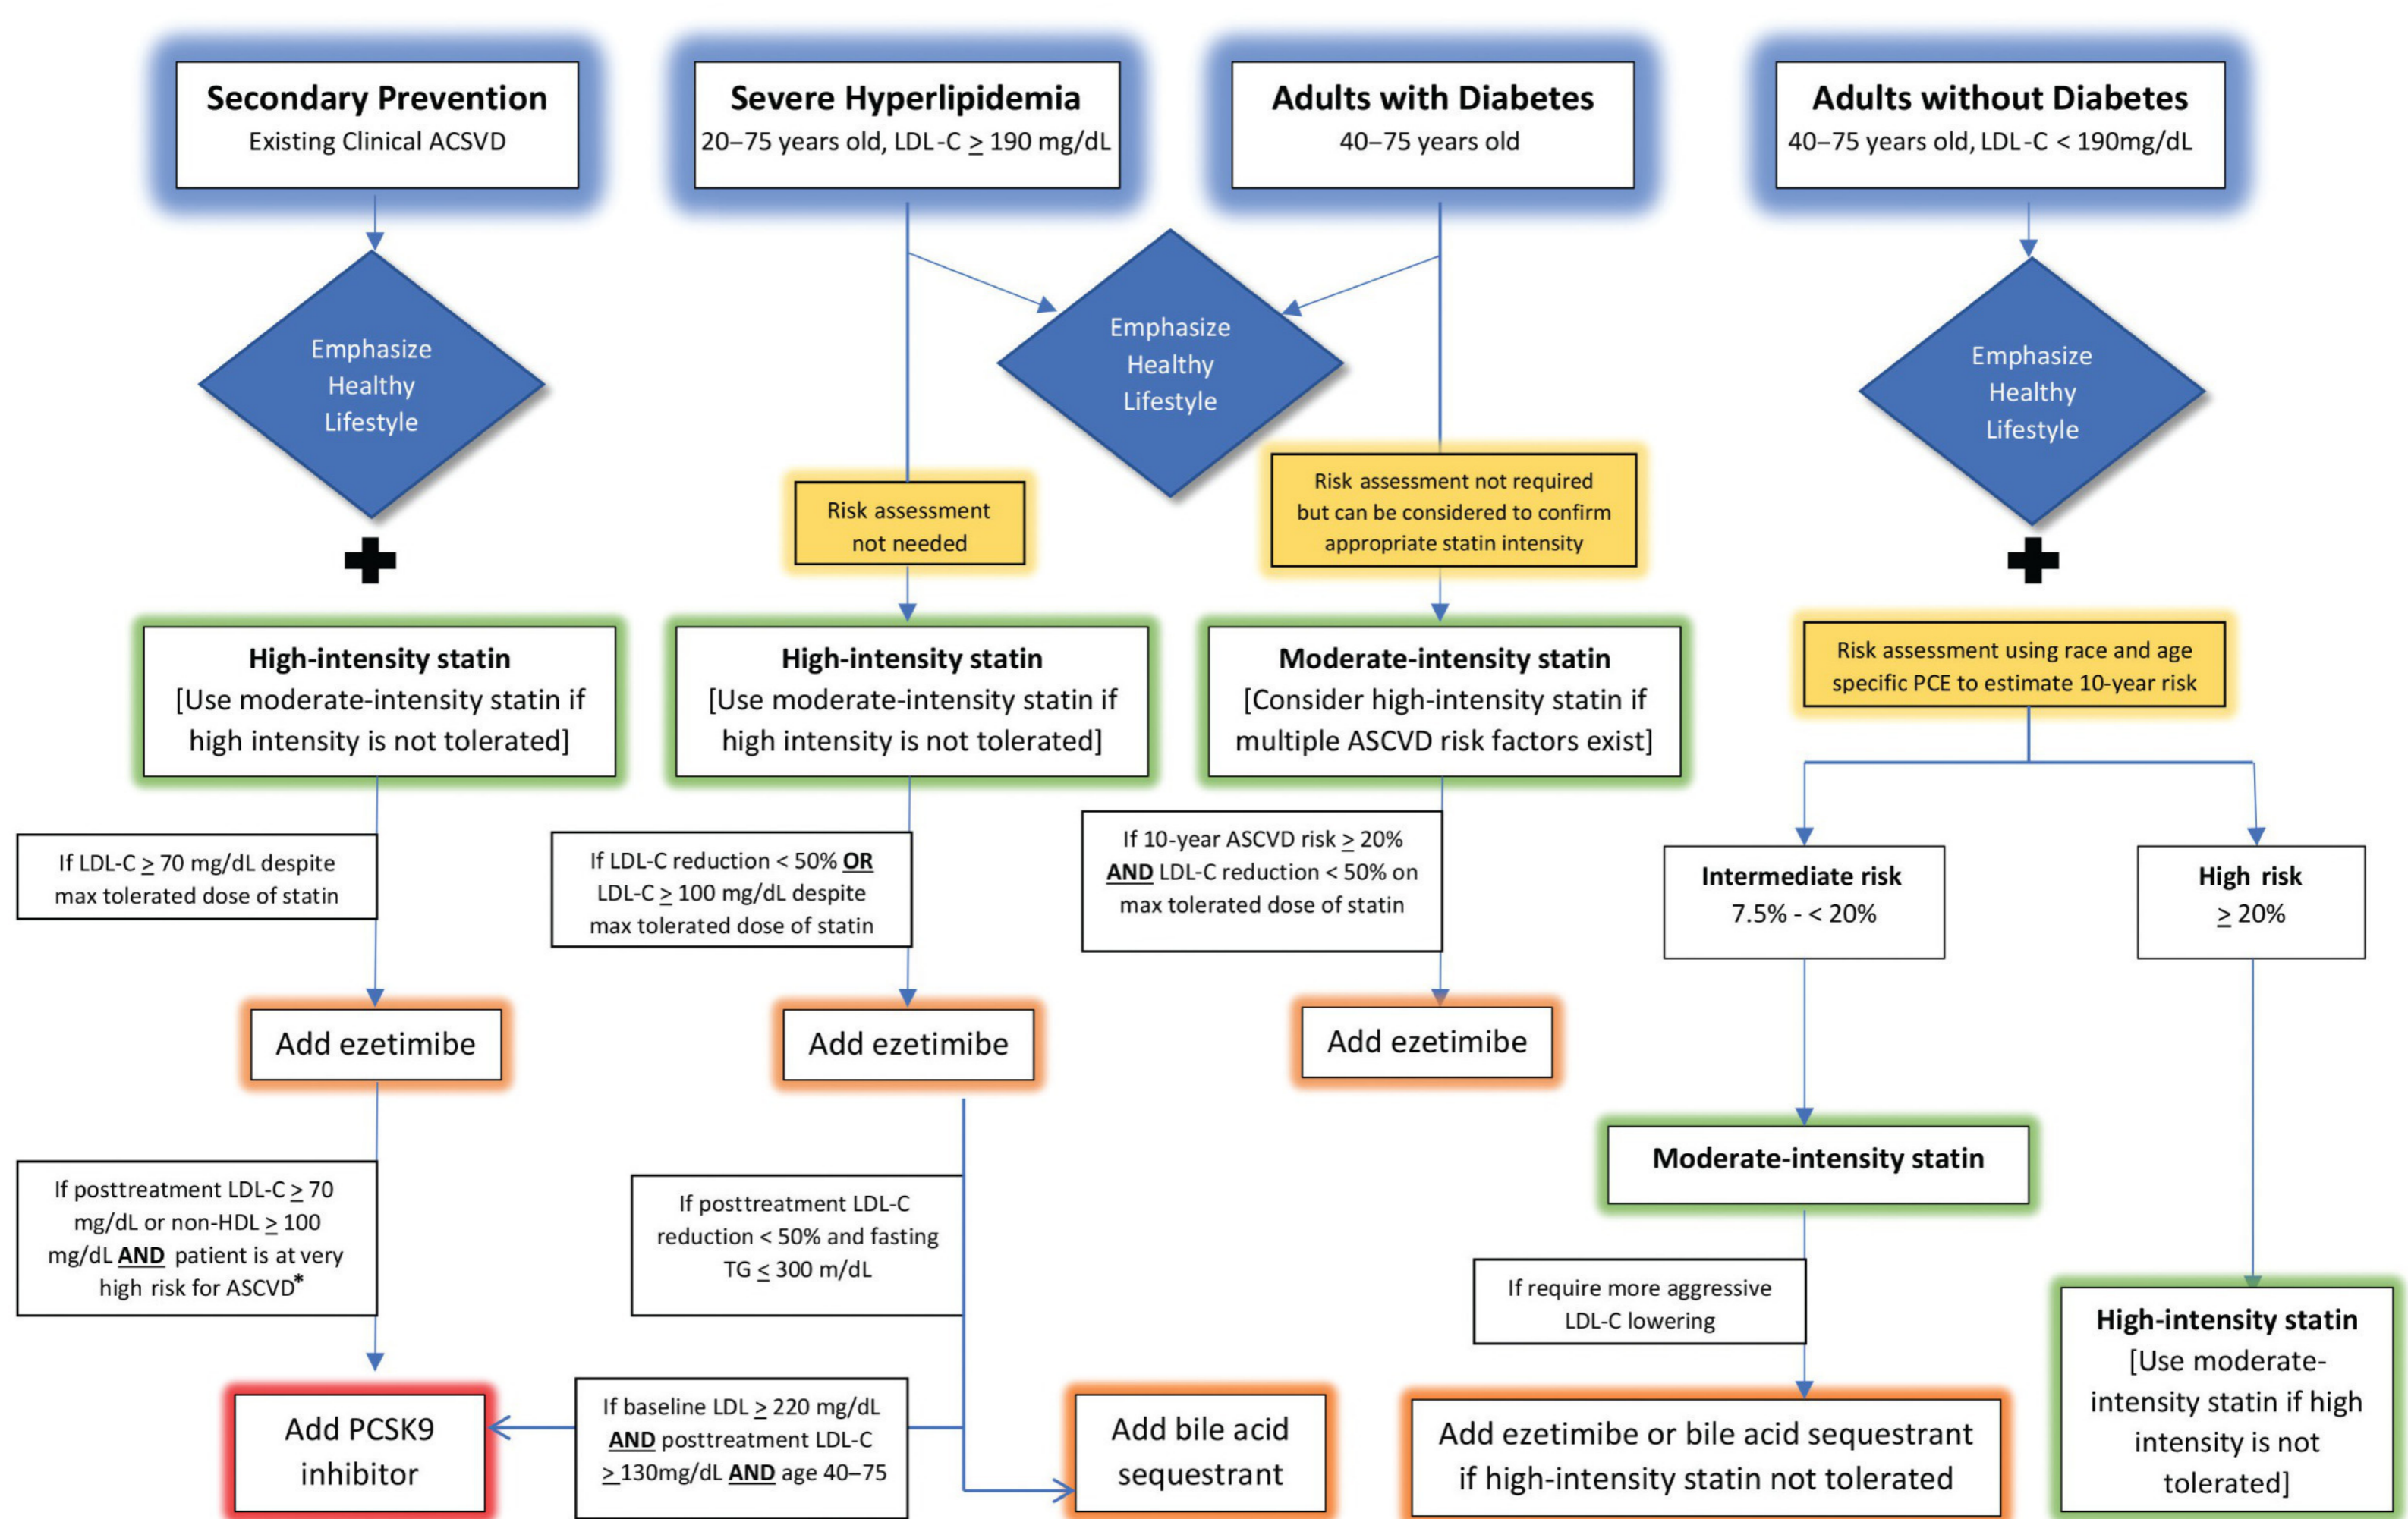 Secondary Prevention
Existing Clinical ACSVD
Severe Hyperlipidemia
20–75 years old, LDL-C ≥ 190 mg/dL
Adults with Diabetes
40–75 years old
Adults without Diabetes
40–75 years old, LDL-C < 190mg/dL
Emphasize
Healthy
Lifestyle
Emphasize
Healthy
Lifestyle
Emphasize
Healthy
Lifestyle
Risk assessment
not needed
Risk assessment not required
but can be considered to confirm
appropriate statin intensity
High-intensity statin
[Use moderate-intensity statin if
high intensity is not tolerated]
High-intensity statin
[Use moderate-intensity statin if
high intensity is not tolerated]
Moderate-intensity statin
[Consider high-intensity statin if
multiple ASCVD risk factors exist]
Risk assessment using race and age
specific PCE to estimate 10-year risk
If LDL-C ≥ 70 mg/dL despite
max tolerated dose of statin
If LDL-C reduction < 50% OR
LDL-C ≥ 100 mg/dL despite
max tolerated dose of statin
If 10-year ASCVD risk ≥ 20%
AND LDL-C reduction < 50% on
max tolerated dose of statin
Intermediate risk
7.5% - < 20%
High risk
≥ 20%
Add ezetimibe
Add ezetimibe
Add ezetimibe
Moderate-intensity statin
If posttreatment LDL-C ≥ 70
mg/dL or non-HDL ≥ 100
mg/dL AND patient is at very
high risk for ASCVD*
If posttreatment LDL-C
reduction < 50% and fasting
TG ≤ 300 m/dL
If require more aggressive
LDL-C lowering
Add PCSK9
inhibitor
If baseline LDL ≥ 220 mg/dL
AND posttreatment LDL-C
≥ 130mg/dL AND age 40–75
Add bile acid
sequestrant
Add ezetimibe or bile acid sequestrant
if high-intensity statin not tolerated
High-intensity statin
[Use moderate-
intensity statin if high
intensity is not
tolerated]